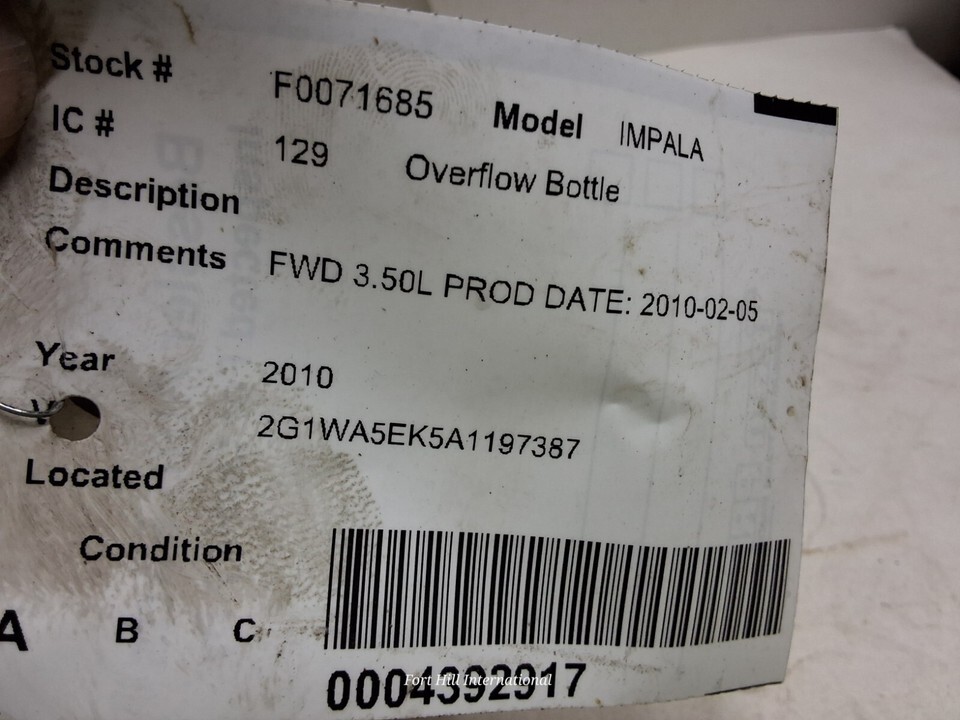 Stock # F0071685 Model IMPALA
IC # 129 Overflow Bottle
Description
Comments FWD 3.50L PROD DATE: 2010-02-05
Year 2010
2G1WA5EK5A1197387
Located
Condition
A B C
0004392917
Fort Hill International